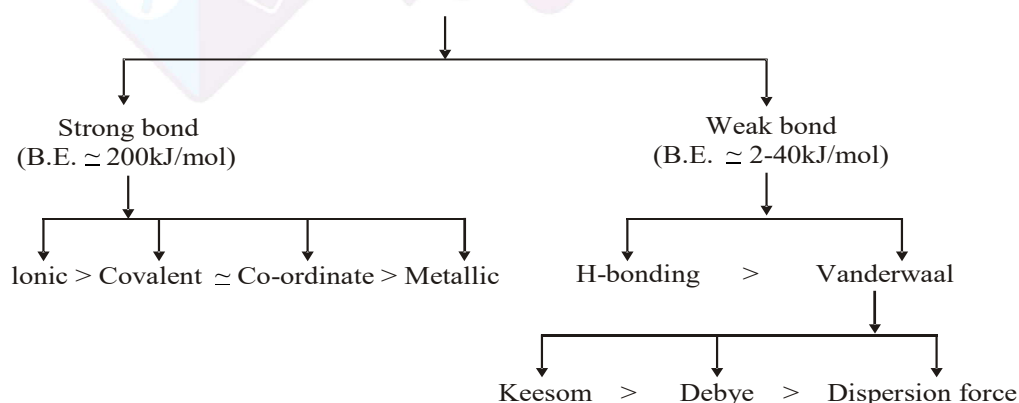 Strong bond
(B.E. ≃ 200kJ/mol)
Weak bond
(B.E. ≃ 2-40kJ/mol)
lonic > Covalent ≃ Co-ordinate > Metallic
H-bonding > Vanderwaal
Keesom > Debye > Dispersion force